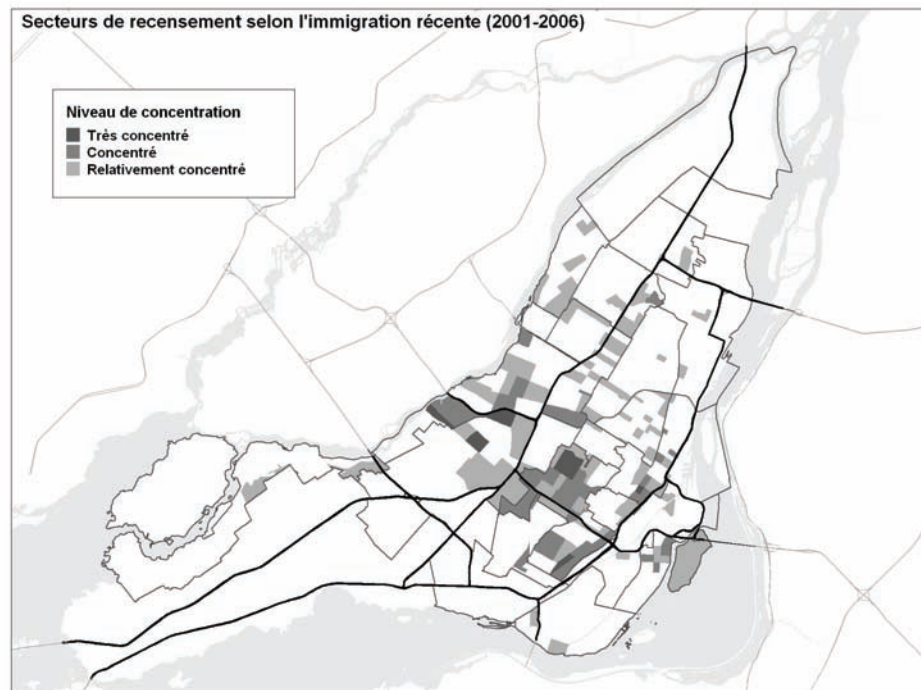 Secteurs de recensement selon l'immigration récente (2001-2006)
Niveau de concentration
Très concentré
Concentré
Relativement concentré